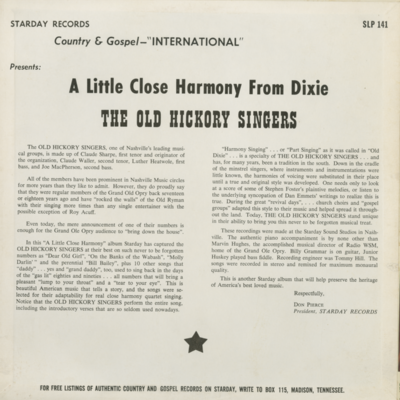 STARDAY RECORDS
SLP 141
Country & Gospel-"INTERNATIONAL"
Presents:
A Little Close Harmony From Dixie
THE OLD HICKORY SINGERS
The OLD HICKORY SINGERS, one of Nashville's leading musi-
cal groups, is made up of Claude Sharpe, first tenor and originator of
the organization, Claude Waller, second tenor, Luther Heatwole, first
bass, and Joe MacPherson, second bass.
All of the members have been prominent in Nashville Music circles
for more years than they like to admit. However, they do proudly say
that they were regular members of the Grand Old Opry back seventeen
or eighteen years ago and have "rocked the walls" of the Old Ryman
with their singing more times than any single entertainer with the
possible exception of Roy Acuff.
Even today, the mere announcement of one of their numbers is
enough for the Grand Ole Opry audience to "bring down the house".
In this "A Little Close Harmony" album Starday has captured the
OLD HICKORY SINGERS at their best on such never to be forgotten
numbers as "Dear Old Girl", "On the Banks of the Wabash", "Molly
Darlin'" and the perennial "Bill Bailey", plus 10 other songs that
"daddy" . . . yes and "grand daddy", too, used to sing back in the days
of the "gas lit" eighties and nineties . . . all numbers that will bring a
pleasant "lump to your throat" and a "tear to your eye". This is
beautiful American music that tells a story, and the songs were se-
lected for their adaptability for real close harmony quartet singing.
Notice that the OLD HICKORY SINGERS perform the entire song,
including the introductory verses that are so seldom used nowadays.
"Harmony Singing" . . . or "Part Singing" as it was called in "Old
Dixie" . . . is a specialty of THE OLD HICKORY SINGERS . . . and
has, for many years, been a tradition in the south. Down in the cradle
of the minstrel singers, where instruments and instrumentations were
little known, the harmonies of voicing were substituted in their place
until a true and original style was developed. One needs only to look
at a score of some of Stephen Foster's plaintive melodies, or listen to
the underlying syncopation of Dan Emmets' writings to realize this is
true. During the great "revival days", . . . church choirs and "gospel
groups" adapted this style to their music and helped spread it through-
out the land. Today, THE OLD HICKORY SINGERS stand unique
in their ability to bring you this never to be forgotten musical treat.
These recordings were made at the Starday Sound Studios in Nash-
ville. The authentic piano accompaniment is by none other than
Marvin Hughes, the accomplished musical director of Radio WSM,
home of the Grand Ole Opry. Billy Grammar is on guitar, Junior
Huskey played bass fiddle. Recording engineer was Tommy Hill. The
songs were recorded in stereo and remixed for maximum monaural
quality.
This is another Starday album that will help preserve the heritage
of America's best loved music.
Respectfully,
DON PIERCE
President, STARDAY RECORDS
FOR FREE LISTINGS OF AUTHENTIC COUNTRY AND GOSPEL RECORDS ON STARDAY, WRITE TO BOX 115, MADISON, TENNESSEE.